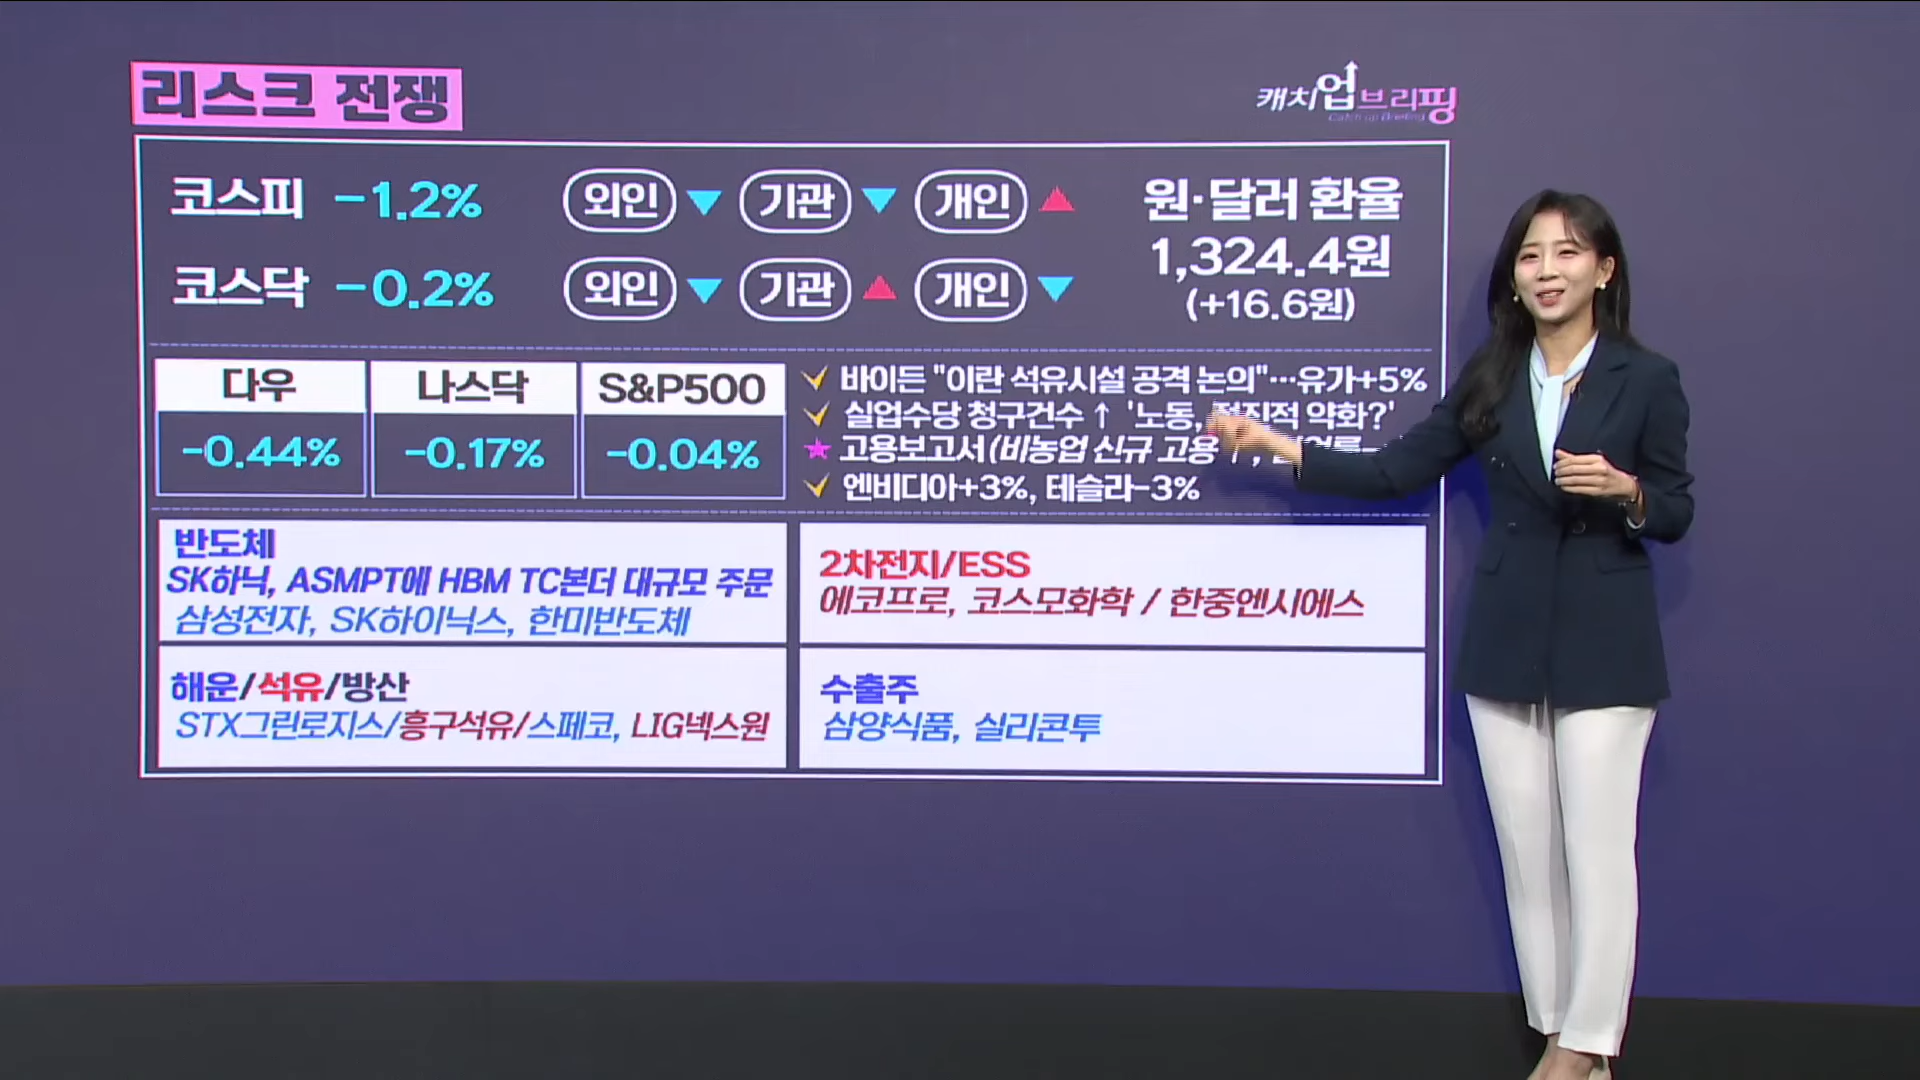 리스크 전쟁
캐치업브리핑
Catch up Briefing
코스피 -1.2% 외인▼ 기관▼ 개인▲
코스닥 -0.2% 외인▼ 기관▲ 개인▼
원·달러 환율
1,324.4원
(+16.6원)
다우 나스닥 S&P500
-0.44% -0.17% -0.04%
바이든 "이란 석유시설 공격 논의"…유가+5%
실업수당 청구건수↑ '노동, 점진적 약화?'
★ 고용보고서(비농업 신규 고용
엔비디아+3%, 테슬라-3%
반도체
SK하닉, ASMPT에 HBM TC본더 대규모 주문
삼성전자, SK하이닉스, 한미반도체
2차전지/ESS
에코프로, 코스모화학 / 한중엔시에스
해운/석유/방산
STX그린로지스/흥구석유/스페코, LIG넥스원
수출주
삼양식품, 실리콘투